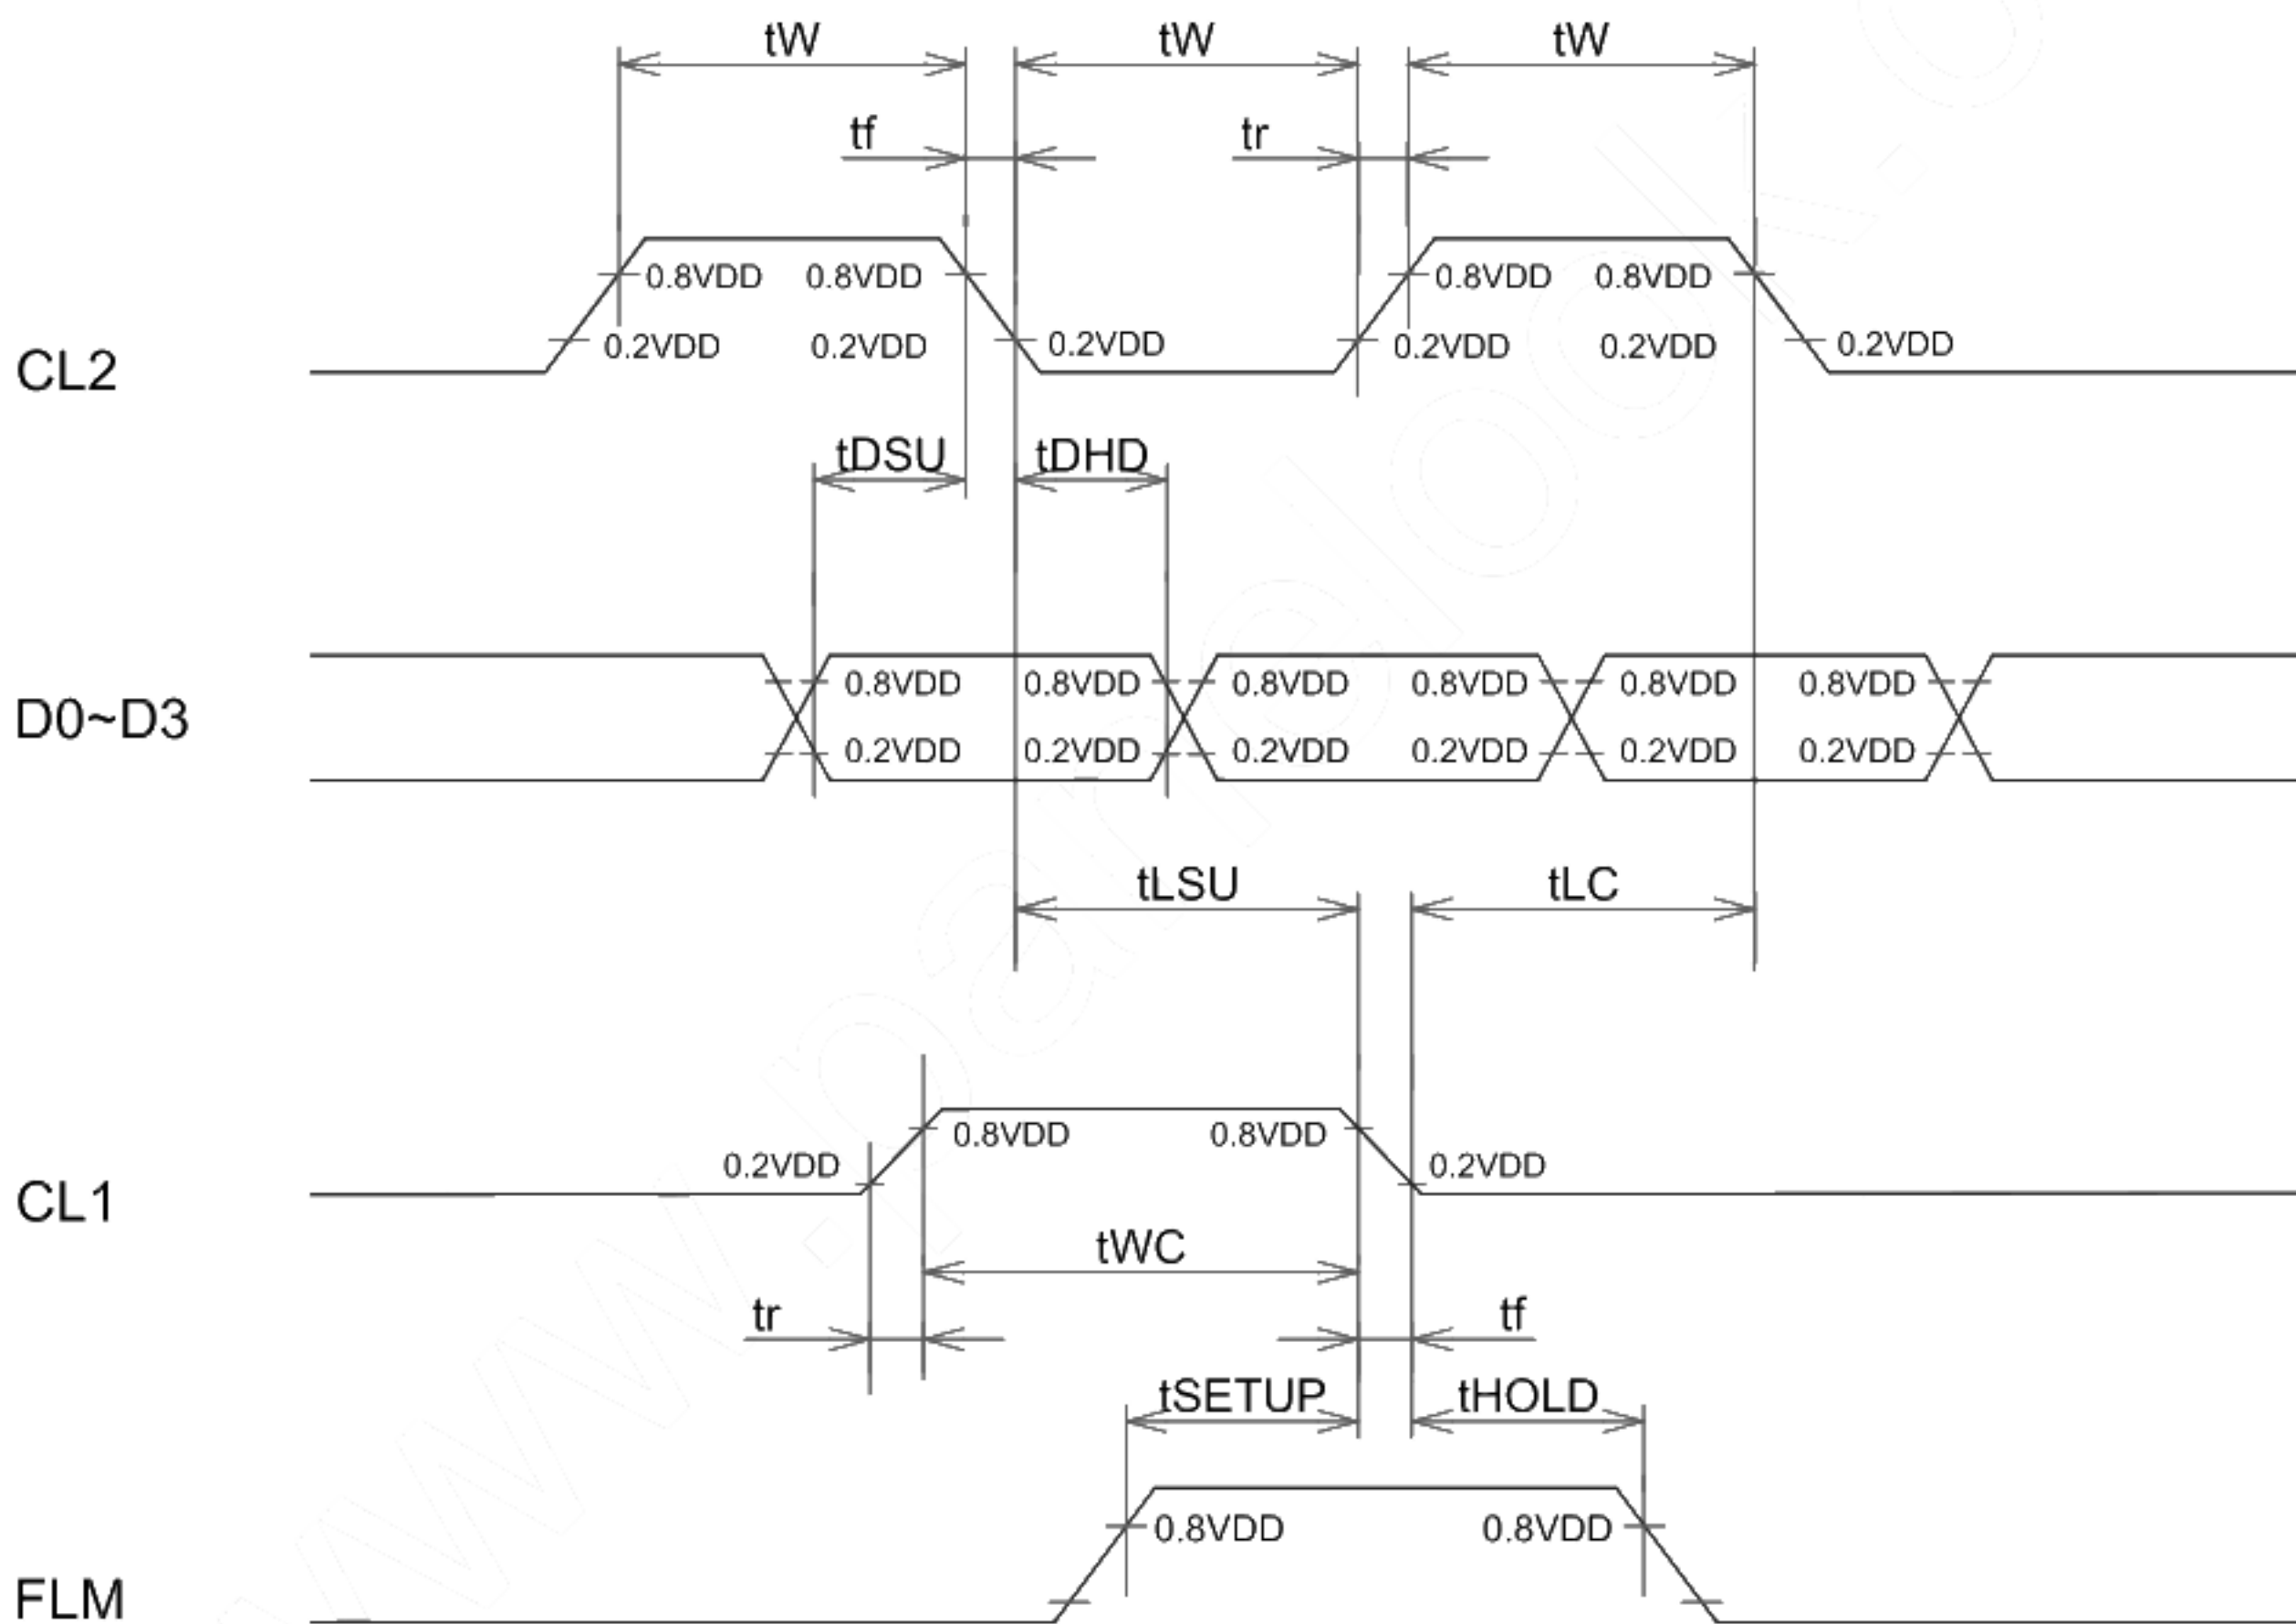 tW tW tW
tf tr
0.8VDD 0.8VDD 0.8VDD 0.8VDD
CL2 0.2VDD 0.2VDD 0.2VDD 0.2VDD 0.2VDD 0.2VDD
tDSU tDHD
0.8VDD 0.8VDD 0.8VDD 0.8VDD 0.8VDD 0.8VDD
D0~D3
0.2VDD 0.2VDD 0.2VDD 0.2VDD 0.2VDD 0.2VDD
tLSU tLC
0.8VDD 0.8VDD
0.2VDD 0.2VDD
CL1
tWC
tr tf
tSETUP tHOLD
0.8VDD 0.8VDD
FLM